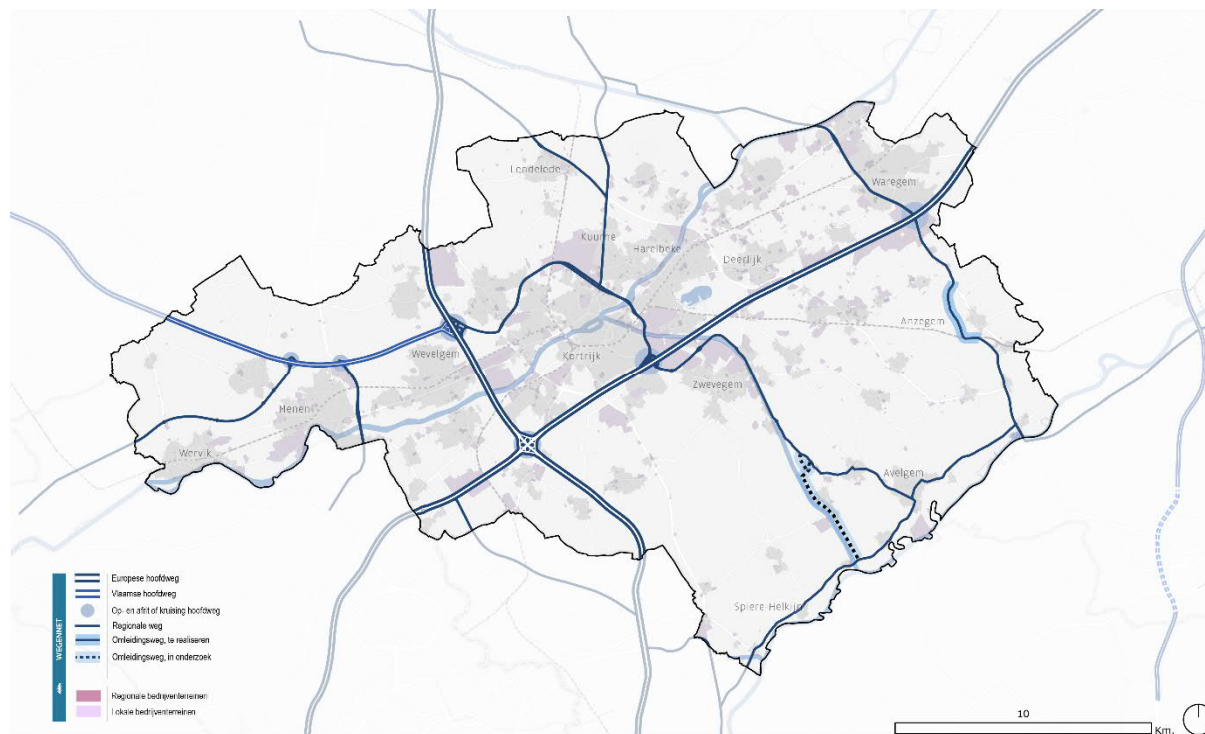 Lendelede
Waregem
Kuurne
Harelbeke
Deerlijk
Anzegem
Wevelgem
Kortrijk
Zwevegem
Menen
Wervik
Avelgem
Spiere-Helkijn
WEGENNET
Europese hoofdweg
Vlaamse hoofdweg
Op- en afrit of kruising hoofdweg
Regionale weg
Omleidingsweg, te realiseren
Omleidingsweg, in onderzoek
Regionale bedrijventerreinen
Lokale bedrijventerreinen
10
Km.